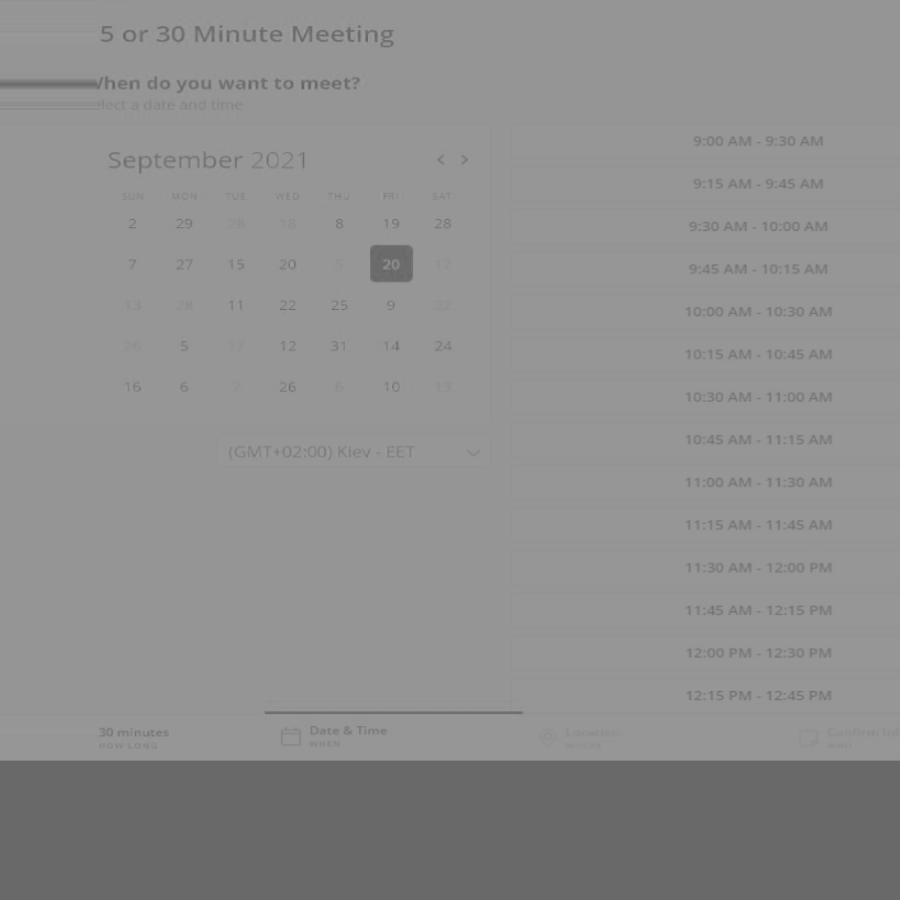 5 or 30 Minute Meeting
When do you want to meet?
lect a date and time
September 2021
SUN MON TUE WED THU FRI SAT
2 29 28 18 8 19 28
7 27 15 20 5 20 12
13 28 11 22 25 9 22
26 5 17 12 31 14 24
16 6 2 26 6 10 13
(GMT+02:00) Kiev - EET
9:00 AM - 9:30 AM
9:15 AM - 9:45 AM
9:30 AM - 10:00 AM
9:45 AM - 10:15 AM
10:00 AM - 10:30 AM
10:15 AM - 10:45 AM
10:30 AM - 11:00 AM
10:45 AM - 11:15 AM
11:00 AM - 11:30 AM
11:15 AM - 11:45 AM
11:30 AM - 12:00 PM
11:45 AM - 12:15 PM
12:00 PM - 12:30 PM
12:15 PM - 12:45 PM
30 minutes
HOW LONG
Date & Time
WHEN
Location
WHERE
Confirm Inf
WHO